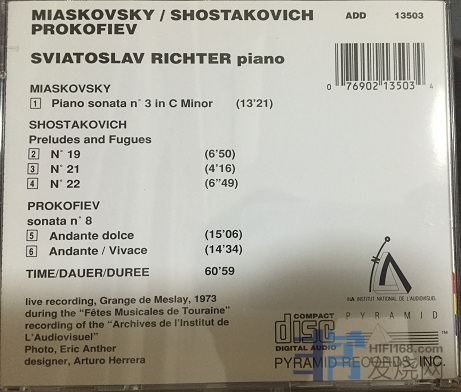 MIASKOVSKY / SHOSTAKOVICH ADD 13503
PROKOFIEV
SVIATOSLAV RICHTER piano
MIASKOVSKY
1 Piano sonata n° 3 in C Minor (13'21)
0 76902 13503 4
SHOSTAKOVICH
Preludes and Fugues
2 N° 19 (6'50)
3 N° 21 (4'16)
4 N° 22 (6"49)
PROKOFIEV
sonata n° 8
5 Andante dolce (15'06)
6 Andante / Vivace (14'34)
TIME/DAUER/DUREE 60'59
INA INSTITUT NATIONAL DE L'AUDIOVISUEL
live recording, Grange de Meslay, 1973
during the "Fêtes Musicales de Touraine"
recording of the "Archives de l'Institut de
L'Audiovisuel"
Photo, Eric Anther
designer, Arturo Herrera
COMPACT
disc
DIGITAL AUDIO
PYRAMID
PYRAMID RECORDS, INC.
HIFI168.com
发烧网